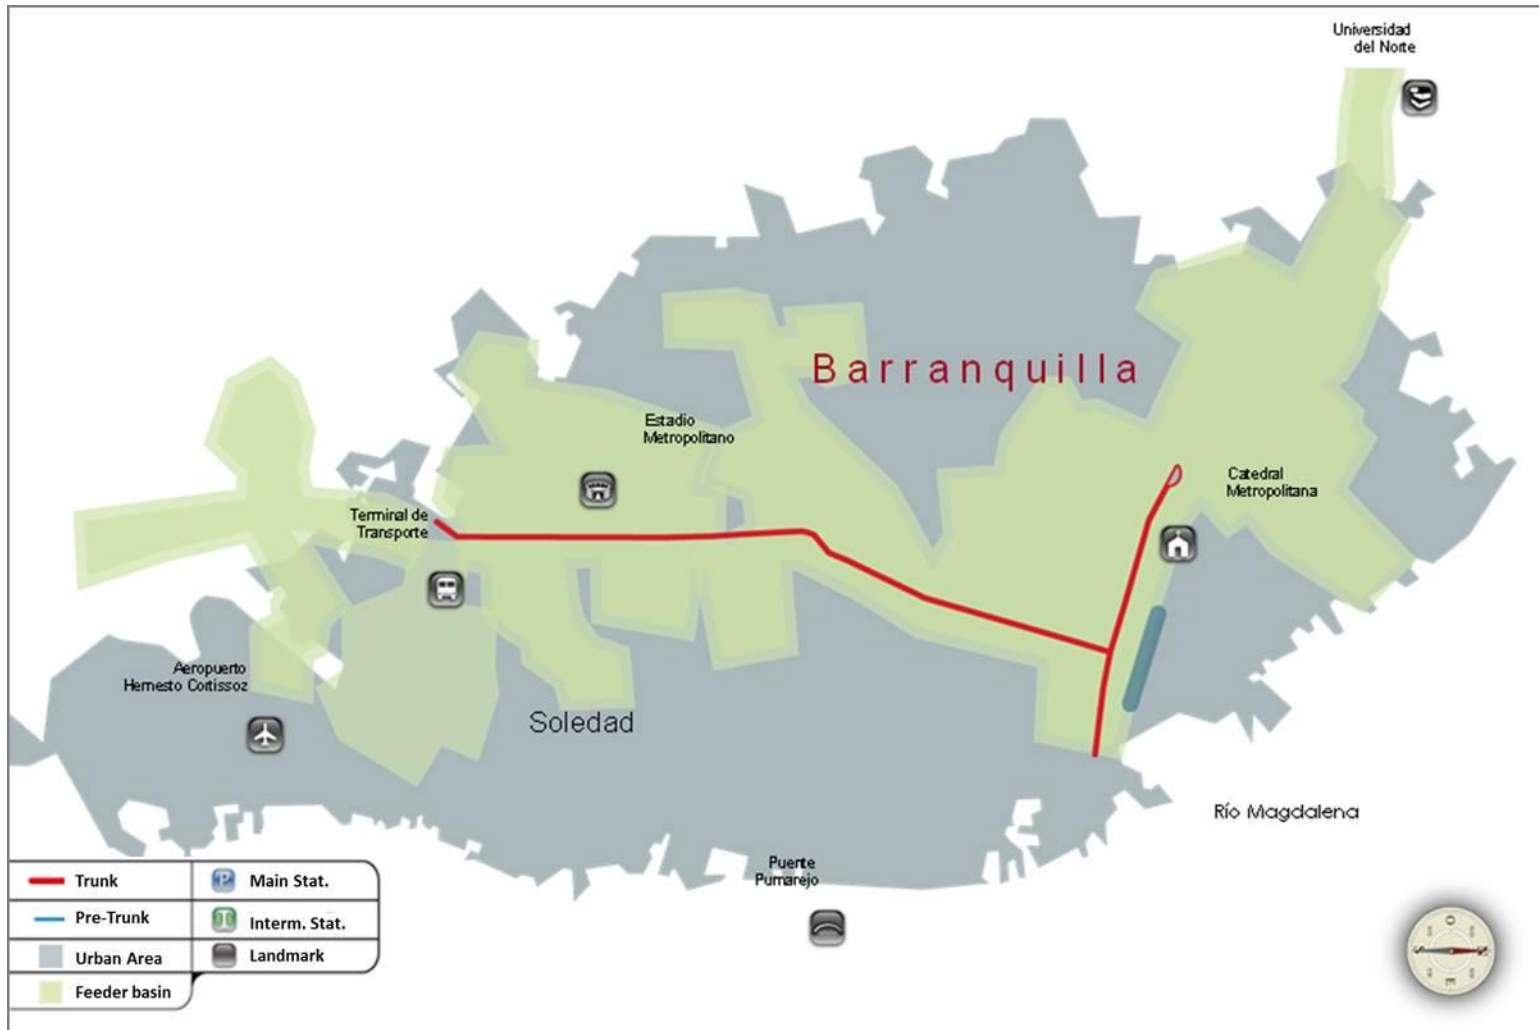 Universidad
del Norte
Barranquilla
Estadio
Metropolitano
Catedral
Metropolitana
Terminal de
Transporte
Aeropuerto
Hernesto Cortissoz
Soledad
Río Magdalena
Puente
Pumarejo
Trunk
Main Stat.
Pre-Trunk
Interm. Stat.
Urban Area
Landmark
Feeder basin
P
O
E